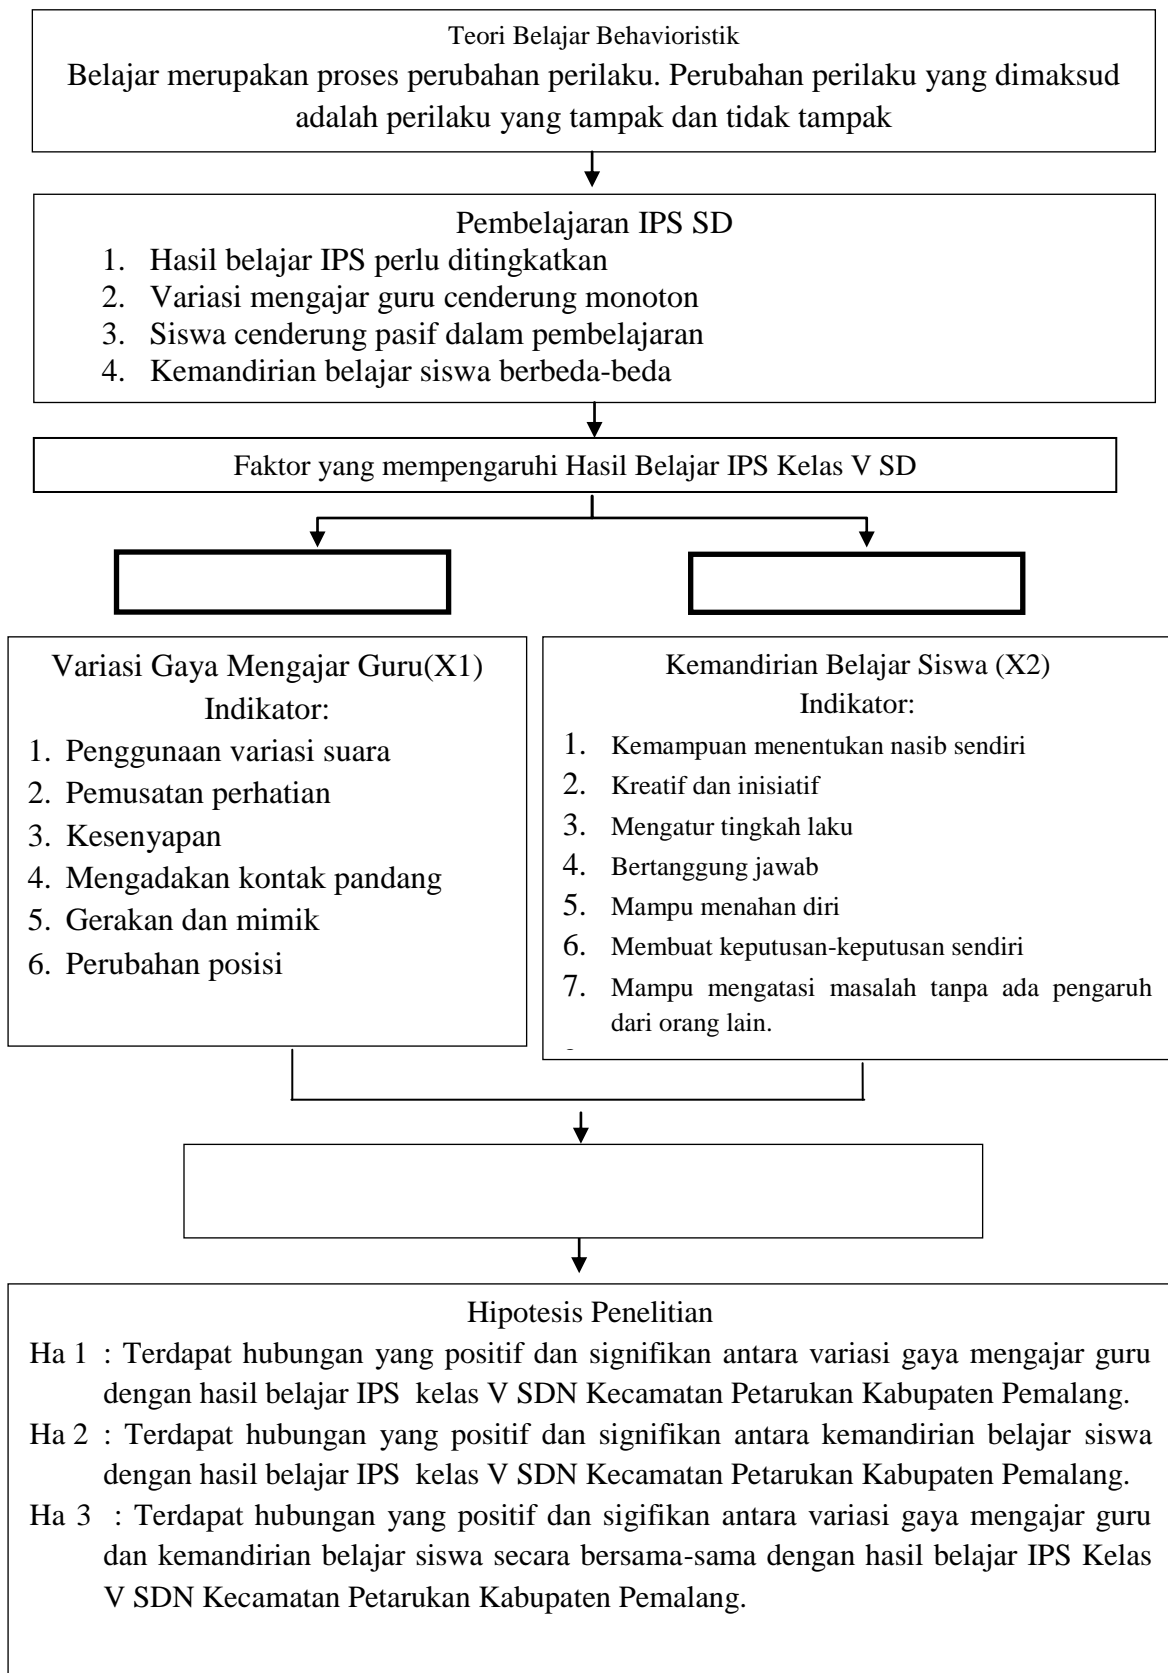 Teori Belajar Behavioristik
Belajar merupakan proses perubahan perilaku. Perubahan perilaku yang dimaksud
adalah perilaku yang tampak dan tidak tampak
Pembelajaran IPS SD
1. Hasil belajar IPS perlu ditingkatkan
2. Variasi mengajar guru cenderung monoton
3. Siswa cenderung pasif dalam pembelajaran
4. Kemandirian belajar siswa berbeda-beda
Faktor yang mempengaruhi Hasil Belajar IPS Kelas V SD
Variasi Gaya Mengajar Guru(X1)
Indikator:
1. Penggunaan variasi suara
2. Pemusatan perhatian
3. Kesenyapan
4. Mengadakan kontak pandang
5. Gerakan dan mimik
6. Perubahan posisi
Kemandirian Belajar Siswa (X2)
Indikator:
1. Kemampuan menentukan nasib sendiri
2. Kreatif dan inisiatif
3. Mengatur tingkah laku
4. Bertanggung jawab
5. Mampu menahan diri
6. Membuat keputusan-keputusan sendiri
7. Mampu mengatasi masalah tanpa ada pengaruh
dari orang lain.
Hipotesis Penelitian
Ha 1 : Terdapat hubungan yang positif dan signifikan antara variasi gaya mengajar guru
dengan hasil belajar IPS kelas V SDN Kecamatan Petarukan Kabupaten Pemalang.
Ha 2 : Terdapat hubungan yang positif dan signifikan antara kemandirian belajar siswa
dengan hasil belajar IPS kelas V SDN Kecamatan Petarukan Kabupaten Pemalang.
Ha 3 : Terdapat hubungan yang positif dan sigifikan antara variasi gaya mengajar guru
dan kemandirian belajar siswa secara bersama-sama dengan hasil belajar IPS Kelas
V SDN Kecamatan Petarukan Kabupaten Pemalang.